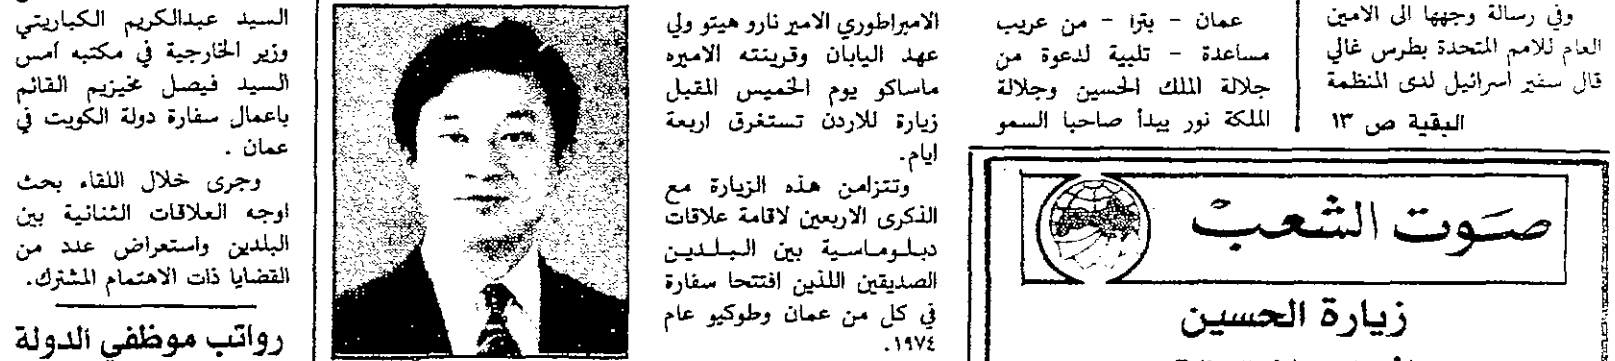 وفي رسالة وجهها الى الامين
العام للامم المتحدة بطرس غالي
قال سفير اسرائيل لدى المنظمة
البقية ص ١٣
عمان - بترا - من عريب
مساعدة - تلبية لدعوة من
جلالة الملك الحسين وجلالة
الملكة نور يبدأ صاحبا السمو
الامبراطوري الامير نارو هيتو ولي
عهد اليابان وقرينته الاميره
ماساكو يوم الخميس المقبل
زيارة للاردن تستغرق اربعة
ايام.
وتتزامن هذه الزيارة مع
الذكرى الاربعين لاقامة علاقات
دبلوماسية بين البلدين
الصديقين اللذين افتتحا سفارة
في كل من عمان وطوكيو عام
١٩٧٤.
صوت الشعب
زيارة الحسين
السيد عبدالكريم الكباريتي
وزير الخارجية في مكتبه امس
السيد فيصل مخيزيم القائم
باعمال سفارة دولة الكويت في
عمان .
وجرى خلال اللقاء بحث
اوجه العلاقات الثنائية بين
البلدين واستعراض عدد من
القضايا ذات الاهتمام المشترك.
رواتب موظفي الدولة